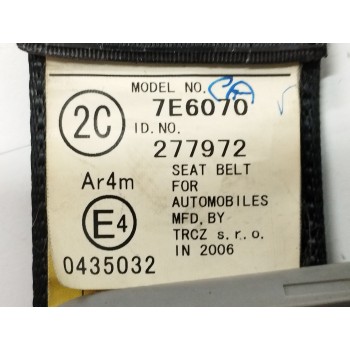 MODEL NO. CA
2C 7E6070
ID.NO.
277972
Ar4m SEAT BELT
FOR
AUTOMOBILES
E4 MFD, BY
TRCZ s. r. o.
0435032 IN 2006